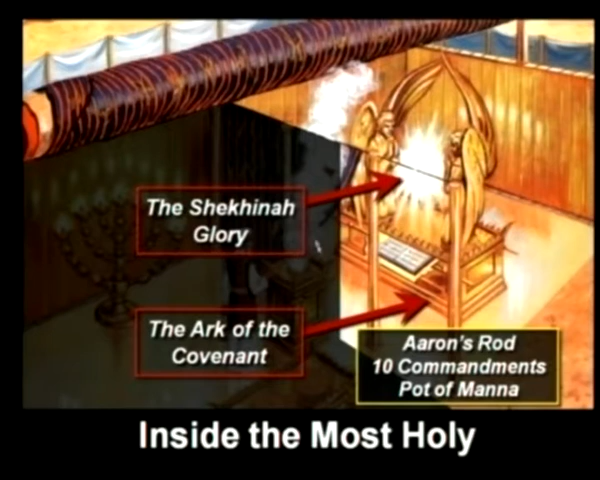 The Shekhinah
Glory
The Ark of the
Covenant
Aaron's Rod
10 Commandments
Pot of Manna
Inside the Most Holy